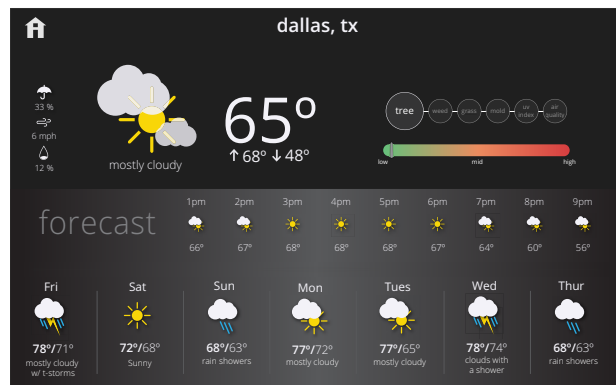 dallas, tx
33 %
6 mph
12 %
mostly cloudy
65°
68° 48°
tree weed grass mold uv index air quality
low mid high
forecast
1pm 2pm 3pm 4pm 5pm 6pm 7pm 8pm 9pm
66° 67° 68° 68° 68° 67° 64° 60° 56°
Fri Sat Sun Mon Tues Wed Thur
78°/71° 72°/68° 68°/63° 77°/72° 77°/65° 78°/74° 68°/63°
mostly cloudy Sunny rain showers mostly cloudy mostly cloudy clouds with rain showers
w/ t-storms a shower